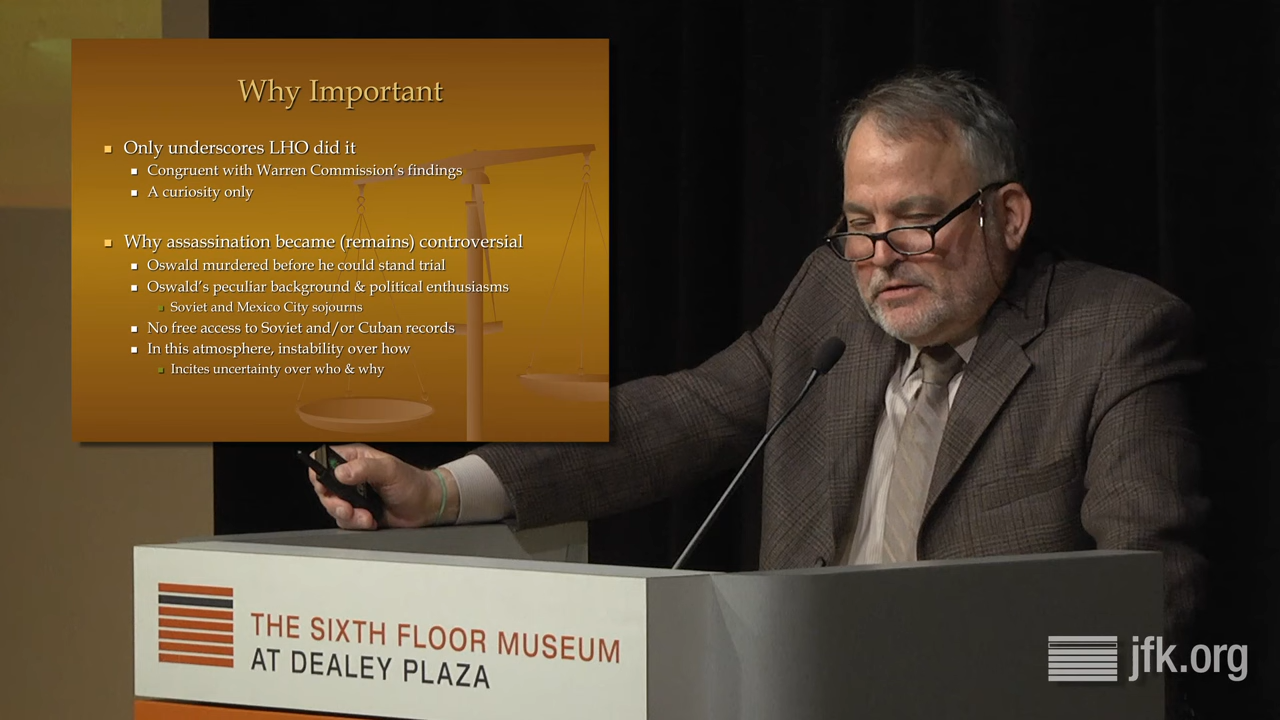 Why Important
Only underscores LHO did it
Congruent with Warren Commission's findings
A curiosity only
Why assassination became (remains) controversial
Oswald murdered before he could stand trial
Oswald's peculiar background & political enthusiasms
Soviet and Mexico City sojourns
No free access to Soviet and/or Cuban records
In this atmosphere, instability over how
Incites uncertainty over who & why
THE SIXTH FLOOR MUSEUM
AT DEALEY PLAZA
jfk.org